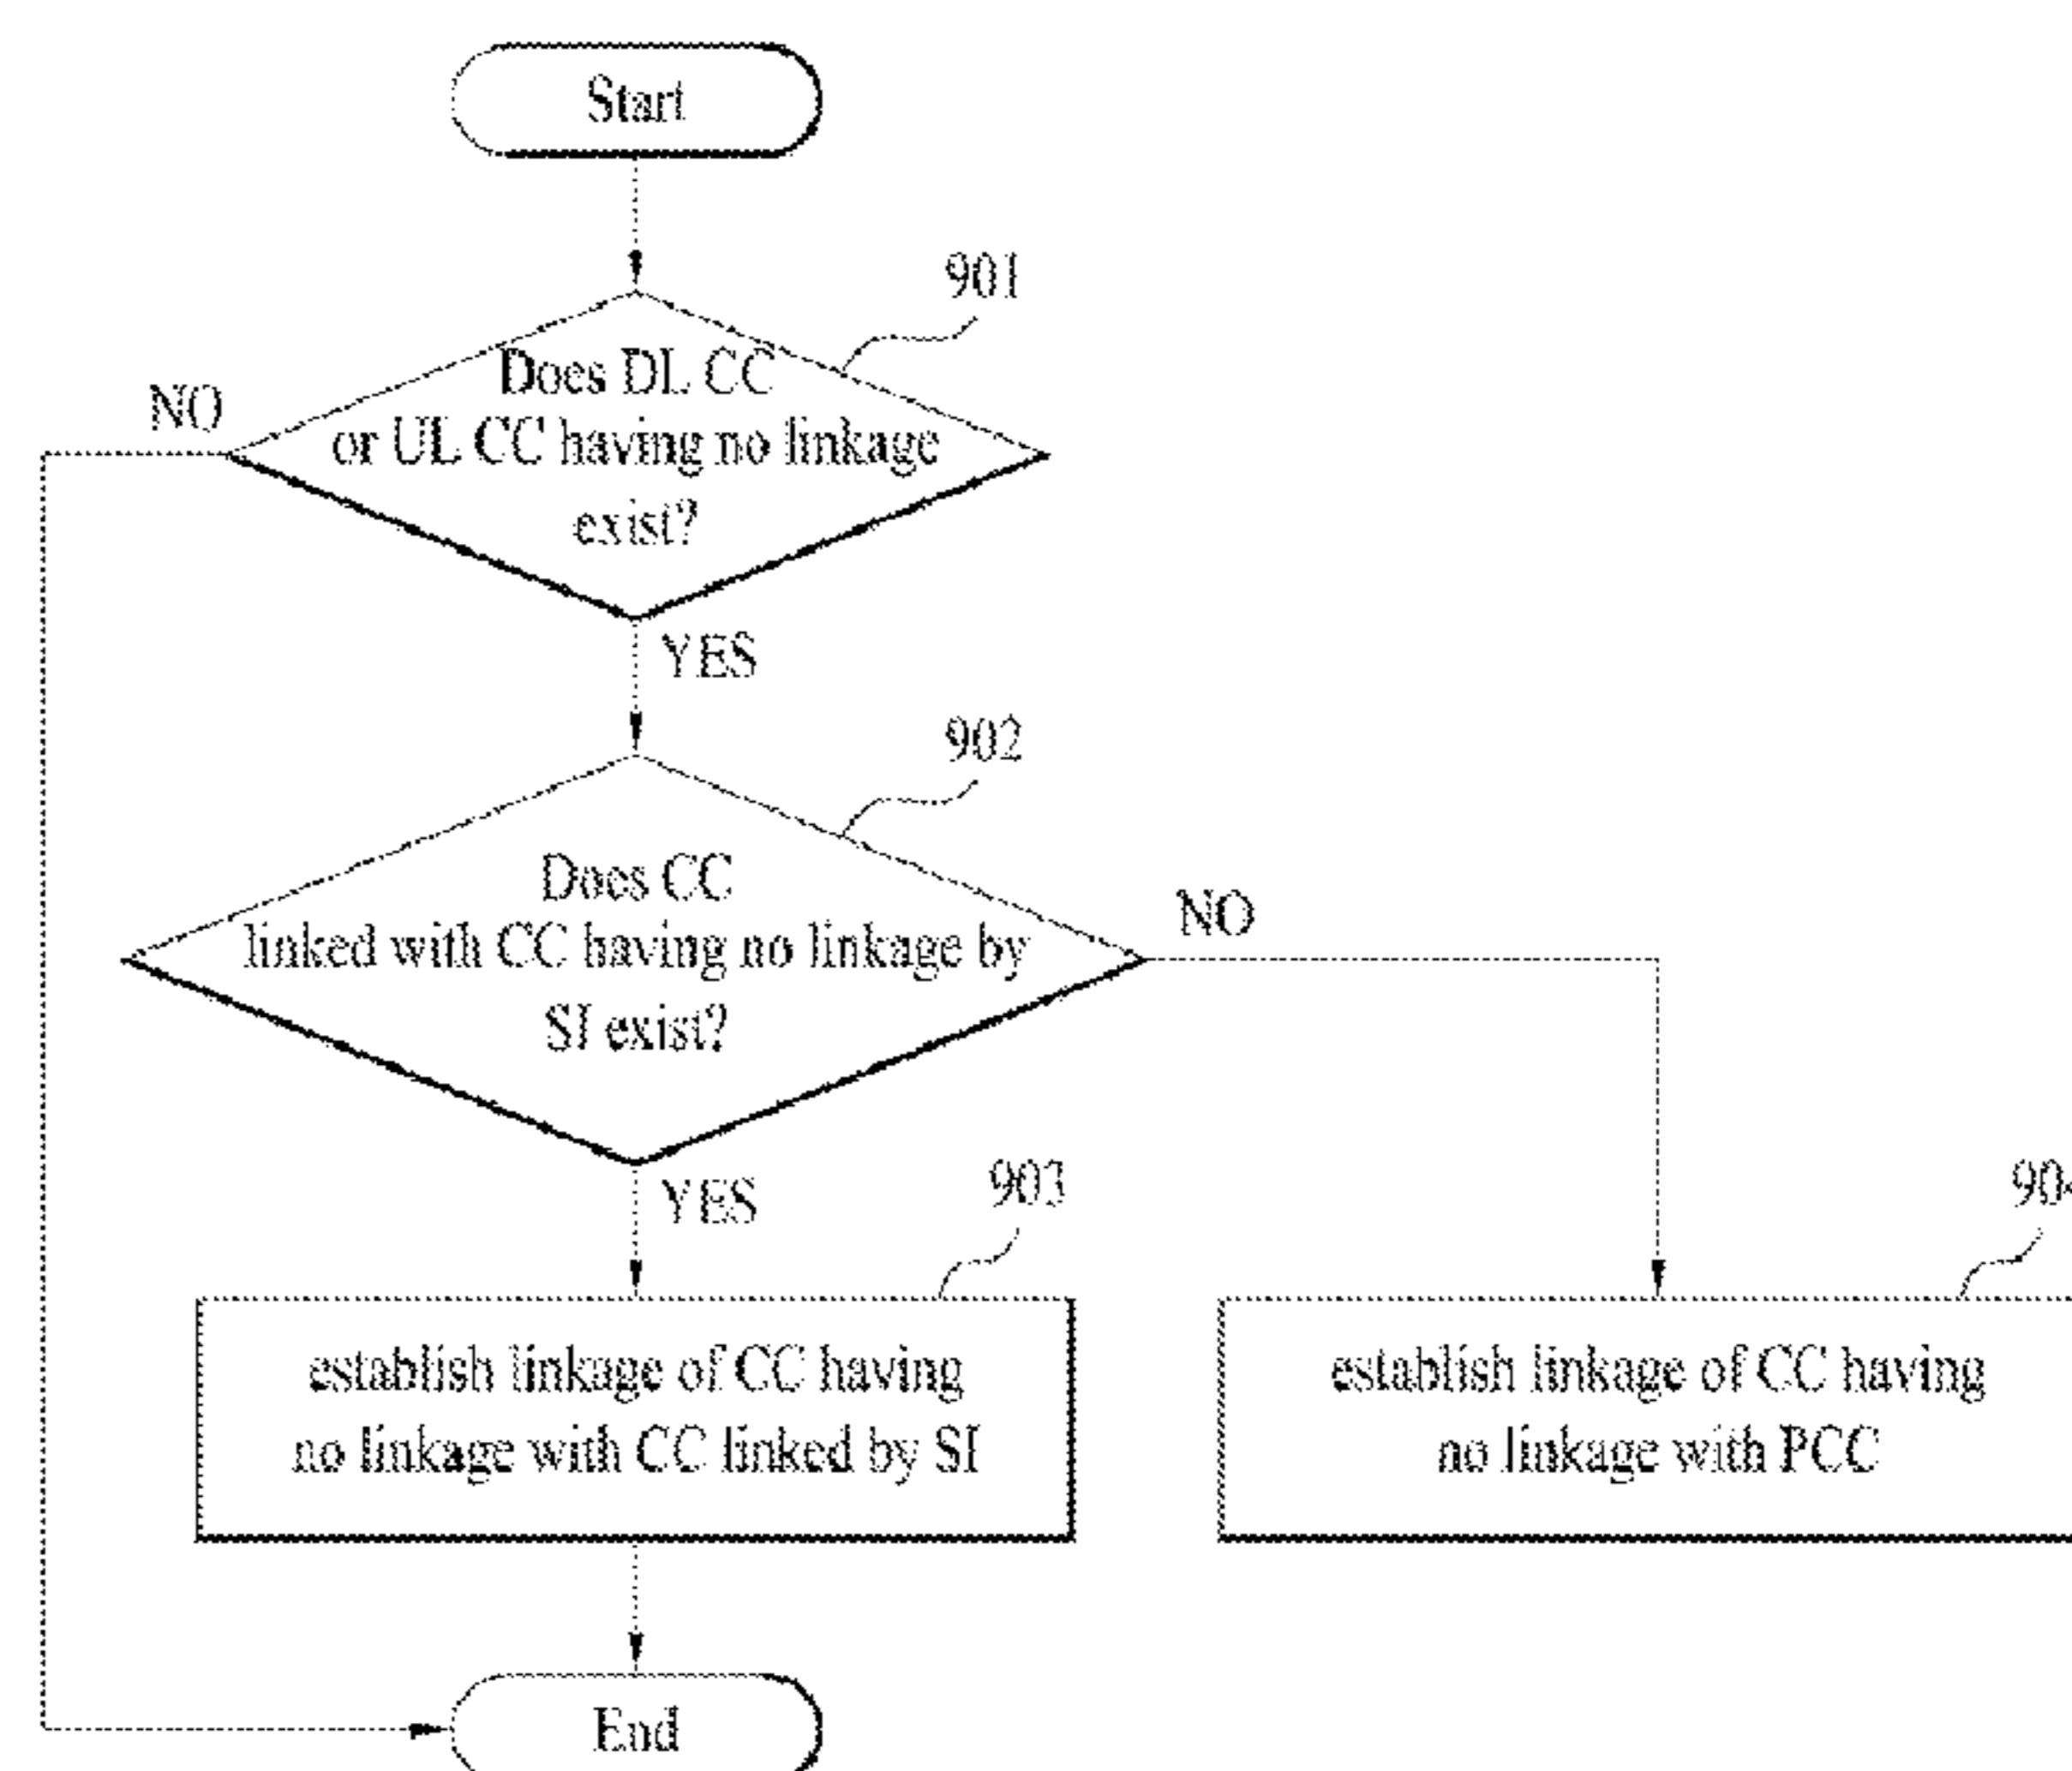 Start
901
Does DL CC
or UL CC having no linkage
exist?
NO
YES
902
Does CC
linked with CC having no linkage by
SI exist?
NO
YES
903
establish linkage of CC having
no linkage with CC linked by SI
904
establish linkage of CC having
no linkage with PCC
End